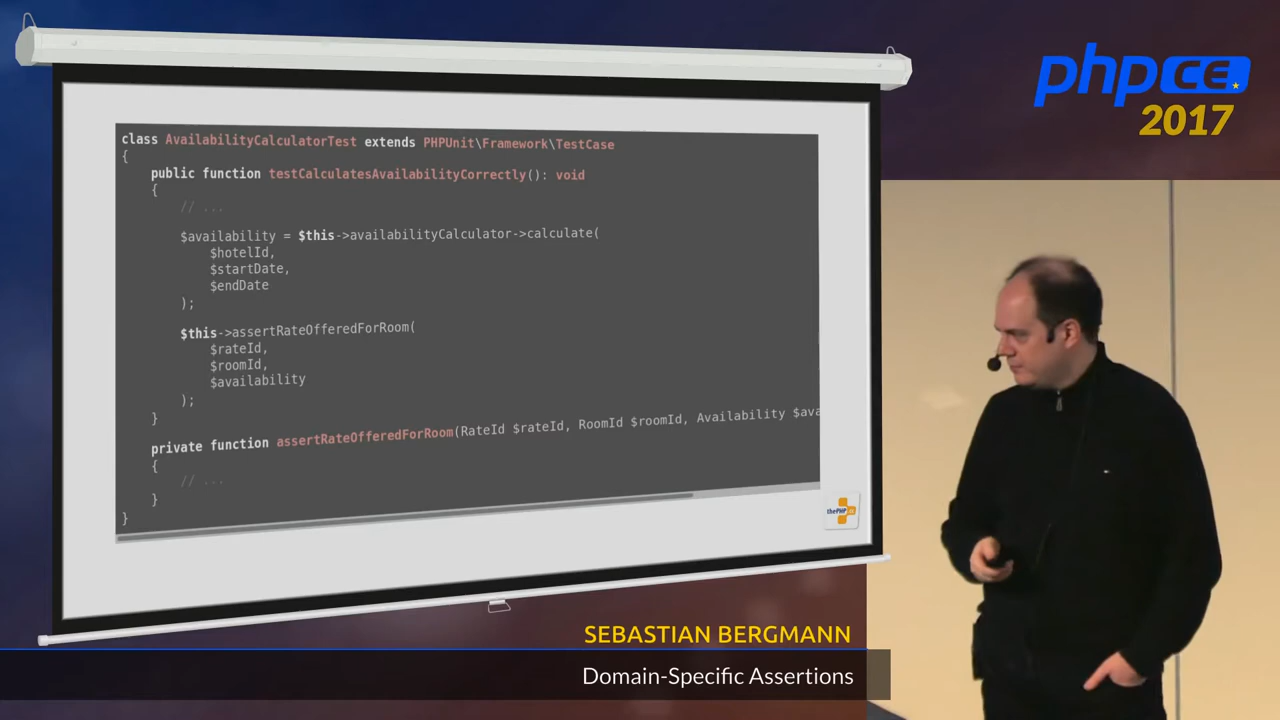 phpCE
2017
class AvailabilityCalculatorTest extends PHPUnit\Framework\TestCase
{
public function testCalculatesAvailabilityCorrectly(): void
{
// ...
$availability = $this->availabilityCalculator->calculate(
$hotelId,
$startDate,
$endDate
);
$this->assertRateOfferedForRoom(
$rateId,
$roomId,
$availability
);
}
private function assertRateOfferedForRoom(RateId $rateId, RoomId $roomId, Availability $ava
{
// ...
}
}
thePHP.cc
SEBASTIAN BERGMANN
Domain-Specific Assertions